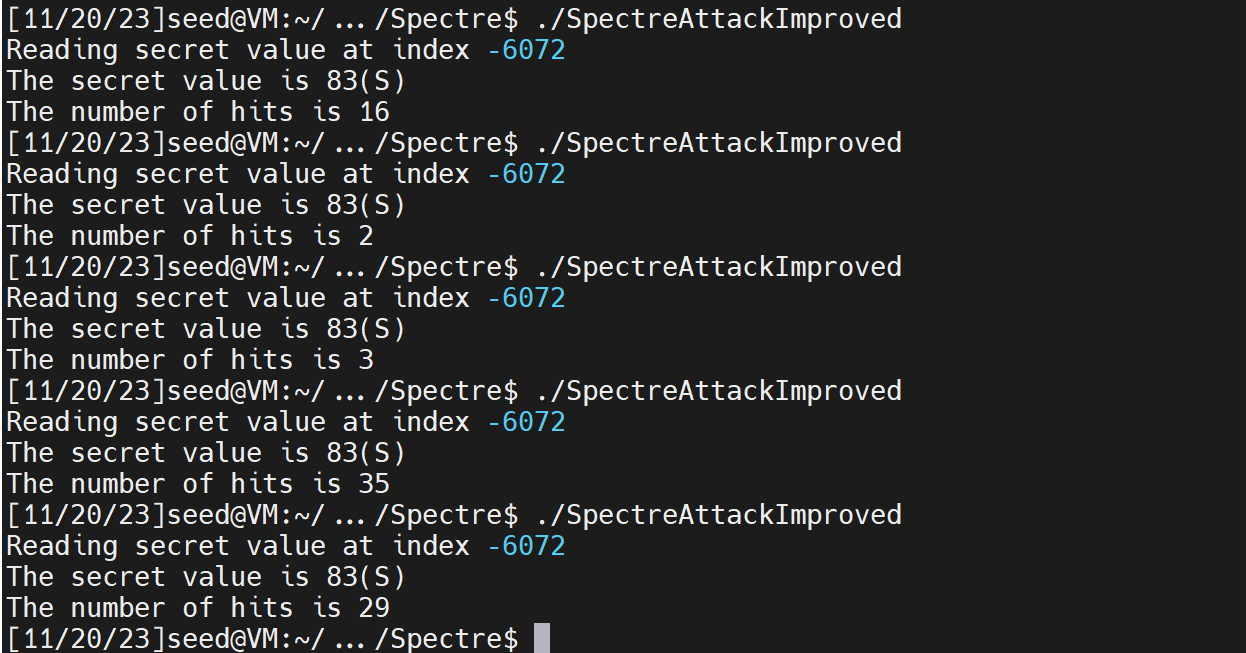 [11/20/23]seed@VM:~/.../Spectre$ ./SpectreAttackImproved
Reading secret value at index -6072
The secret value is 83(S)
The number of hits is 16
[11/20/23]seed@VM:~/.../Spectre$ ./SpectreAttackImproved
Reading secret value at index -6072
The secret value is 83(S)
The number of hits is 2
[11/20/23]seed@VM:~/.../Spectre$ ./SpectreAttackImproved
Reading secret value at index -6072
The secret value is 83(S)
The number of hits is 3
[11/20/23]seed@VM:~/.../Spectre$ ./SpectreAttackImproved
Reading secret value at index -6072
The secret value is 83(S)
The number of hits is 35
[11/20/23]seed@VM:~/.../Spectre$ ./SpectreAttackImproved
Reading secret value at index -6072
The secret value is 83(S)
The number of hits is 29
[11/20/23]seed@VM:~/.../Spectre$